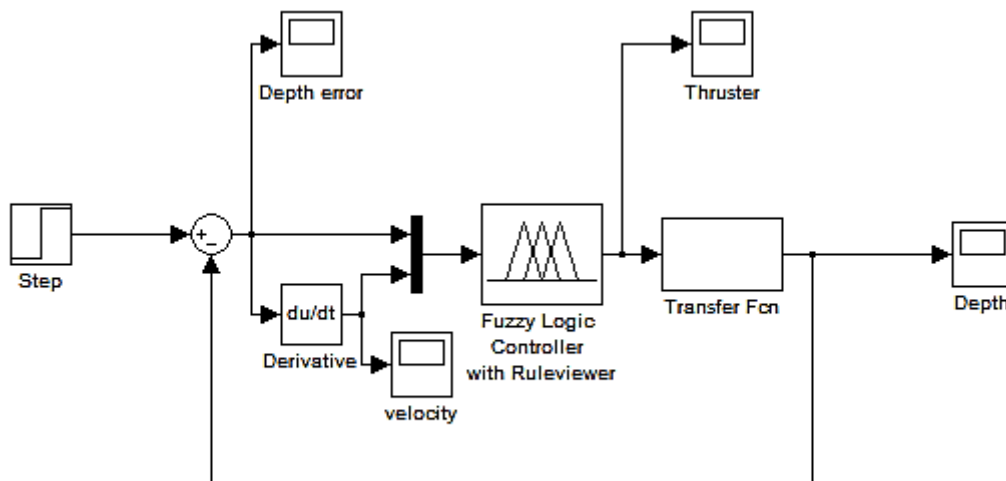 Depth error
Thruster
+
−
Step
du/dt
Derivative
velocity
Fuzzy Logic
Controller
with Ruleviewer
Transfer Fcn
Depth